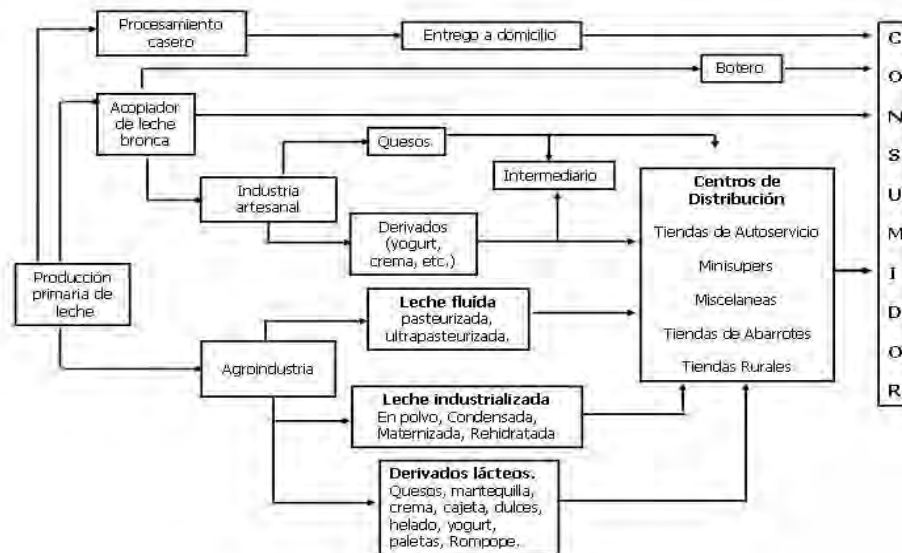 Procesamiento
casero
Entrego a domicilio
Botero
Acopiador
de leche
bronca
Quesos
Intermediario
Industria
artesanal
Derivados
(yogurt,
crema, etc.)
Centros de
Distribución
Tiendas de Autoservicio
Minisupers
Miscelaneas
Tiendas de Abarrotes
Tiendas Rurales
Producción
primaria de
leche
Leche fluída
pasteurizada,
ultrapasteurizada.
Agroindustria
Leche industrializada
En polvo, Condensada,
Maternizada, Rehidratada
Derivados lácteos.
Quesos, mantequilla,
crema, cajeta, dulces,
helado, yogurt,
paletas, Rompope.
C
O
N
S
U
M
I
D
O
R